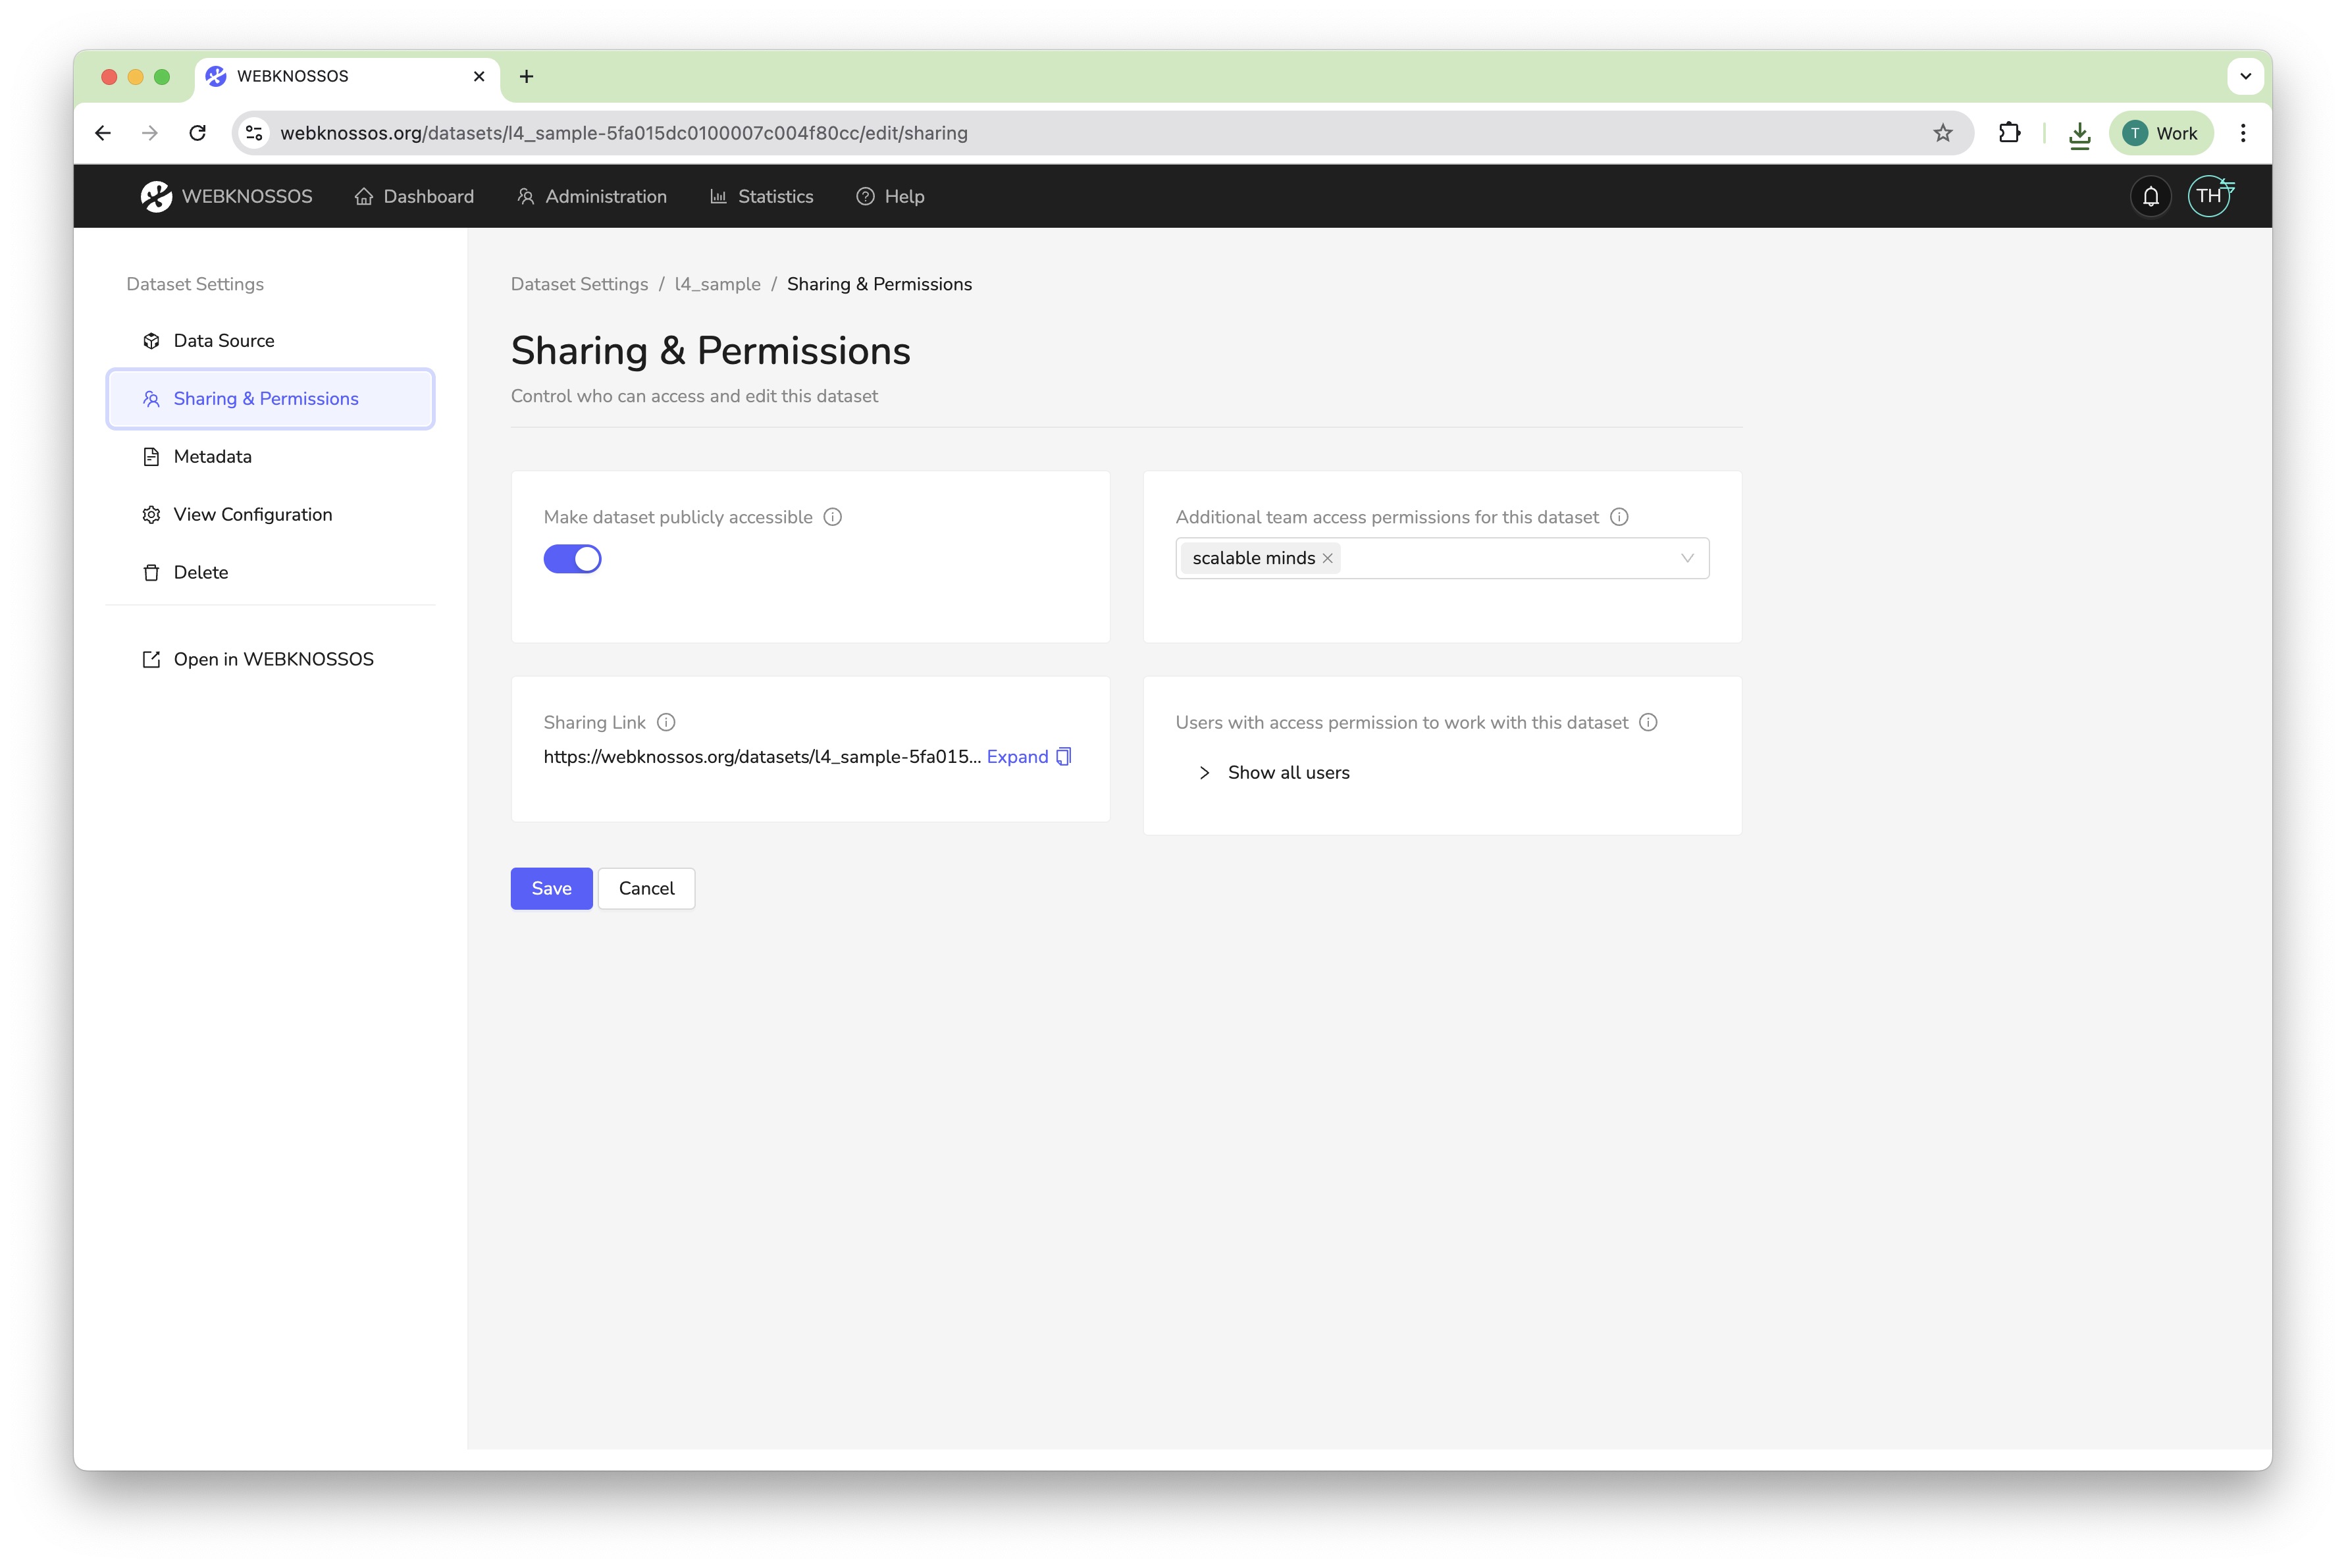 WEBKNOSSOS
webknossos.org/datasets/l4_sample-5fa015dc0100007c004f80cc/edit/sharing
T Work
WEBKNOSSOS Dashboard Administration Statistics Help TH
Dataset Settings
Data Source
Sharing & Permissions
Metadata
View Configuration
Delete
Open in WEBKNOSSOS
Dataset Settings / l4_sample / Sharing & Permissions
Sharing & Permissions
Control who can access and edit this dataset
Make dataset publicly accessible
Additional team access permissions for this dataset
scalable minds
Sharing Link
https://webknossos.org/datasets/l4_sample-5fa015... Expand
Users with access permission to work with this dataset
Show all users
Save Cancel